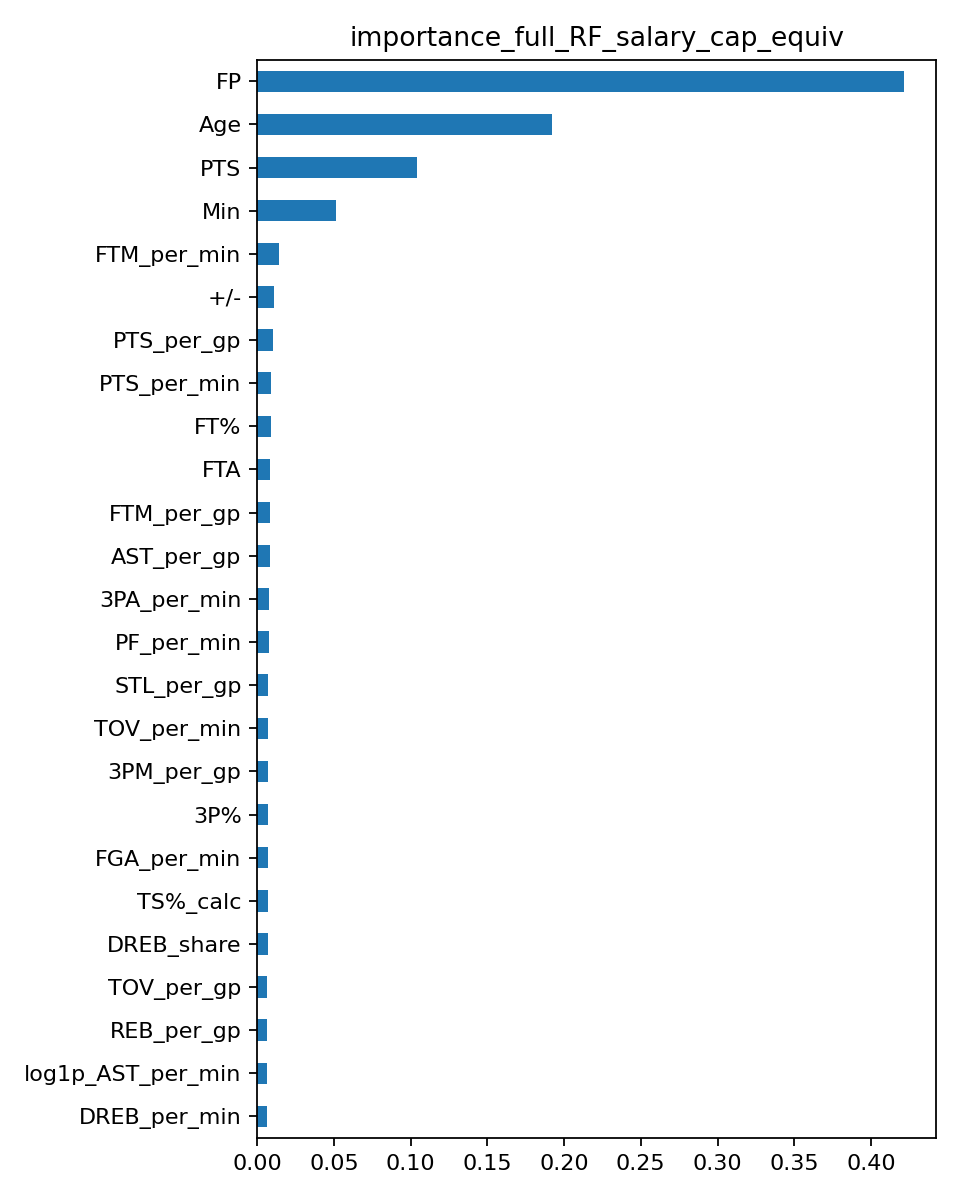 importance_full_RF_salary_cap_equiv
FP
Age
PTS
Min
FTM_per_min
+/-
PTS_per_gp
PTS_per_min
FT%
FTA
FTM_per_gp
AST_per_gp
3PA_per_min
PF_per_min
STL_per_gp
TOV_per_min
3PM_per_gp
3P%
FGA_per_min
TS%_calc
DREB_share
TOV_per_gp
REB_per_gp
log1p_AST_per_min
DREB_per_min
0.00 0.05 0.10 0.15 0.20 0.25 0.30 0.35 0.40